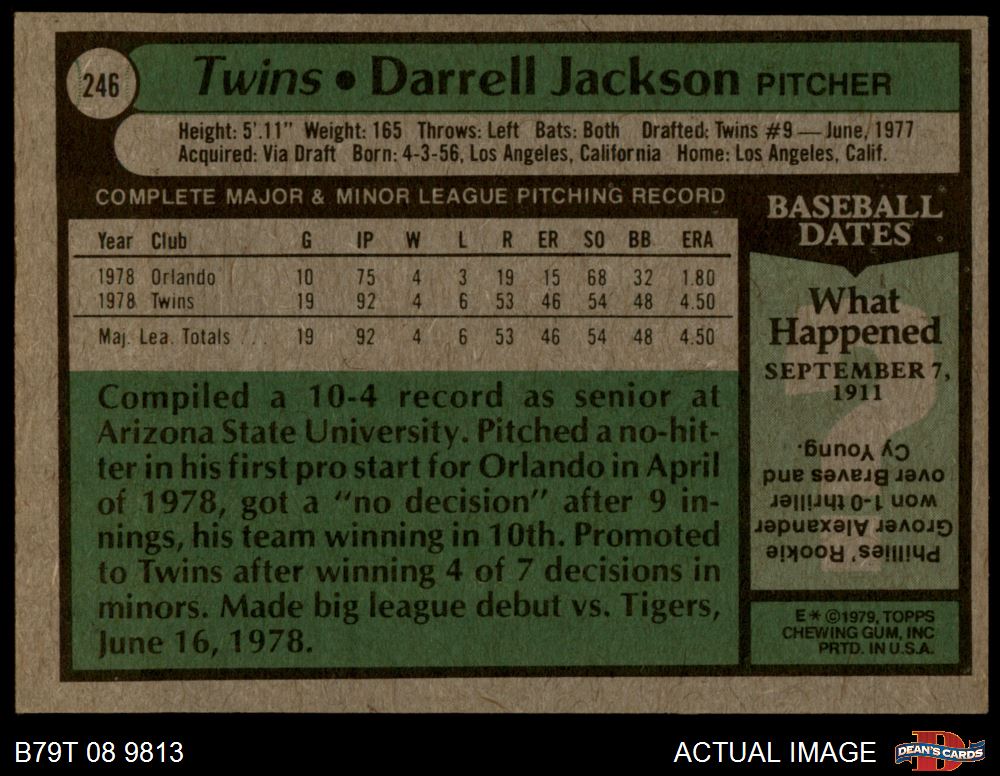 246
Twins • Darrell Jackson PITCHER
Height: 5'.11" Weight: 165 Throws: Left Bats: Both Drafted: Twins #9 — June, 1977
Acquired: Via Draft Born: 4-3-56, Los Angeles, California Home: Los Angeles, Calif.
COMPLETE MAJOR & MINOR LEAGUE PITCHING RECORD
Year Club G IP W L R ER SO BB ERA
1978 Orlando 10 75 4 3 19 15 68 32 1.80
1978 Twins 19 92 4 6 53 46 54 48 4.50
Maj. Lea. Totals . . . 19 92 4 6 53 46 54 48 4.50
Compiled a 10-4 record as senior at
Arizona State University. Pitched a no-hit-
ter in his first pro start for Orlando in April
of 1978, got a “no decision” after 9 in-
nings, his team winning in 10th. Promoted
to Twins after winning 4 of 7 decisions in
minors. Made big league debut vs. Tigers,
June 16, 1978.
BASEBALL
DATES
What
Happened
SEPTEMBER 7,
1911
Phillies' Rookie
Grover Alexander
won 1-0 thriller
over Braves and
Cy Young.
E * ©1979, TOPPS
CHEWING GUM, INC
PRTD. IN U.S.A.
B79T 08 9813
ACTUAL IMAGE
D
DEAN'S CARDS